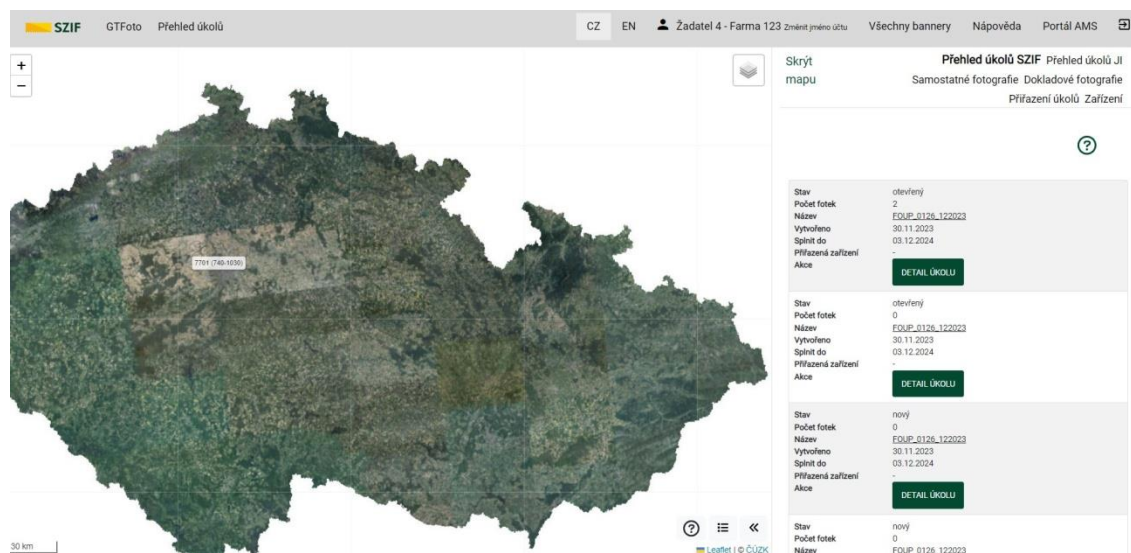 SZIF GTFoto Přehled úkolů CZ EN Žadatel 4 - Farma 123 Změnit jméno účtu Všechny bannery Nápověda Portál AMS
+
−
7701 (740-1030)
30 km
Leaflet | © ČÚZK
Skrýt mapu
Přehled úkolů SZIF Přehled úkolů JI
Samostatné fotografie Dokladové fotografie
Přiřazení úkolů Zařízení
?
Stav otevřený
Počet fotek 2
Název FOUP_0126_122023
Vytvořeno 30.11.2023
Splnit do 03.12.2024
Přiřazená zařízení -
Akce DETAIL ÚKOLU
Stav otevřený
Počet fotek 0
Název FOUP_0126_122023
Vytvořeno 30.11.2023
Splnit do 03.12.2024
Přiřazená zařízení -
Akce DETAIL ÚKOLU
Stav nový
Počet fotek 0
Název FOUP_0126_122023
Vytvořeno 30.11.2023
Splnit do 03.12.2024
Přiřazená zařízení -
Akce DETAIL ÚKOLU
Stav nový
Počet fotek 0
Název FOUP_0126_122023